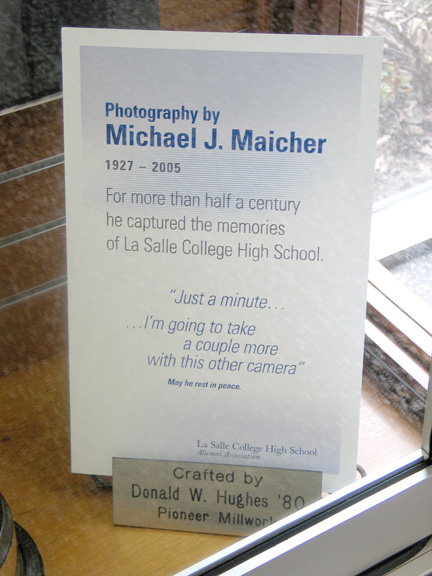 Photography by
Michael J. Maicher
1927 – 2005
For more than half a century
he captured the memories
of La Salle College High School.
“Just a minute...
...I’m going to take
a couple more
with this other camera”
May he rest in peace.
La Salle College High School
Alumni Association
Crafted by
Donald W. Hughes '80
Pioneer Millwork